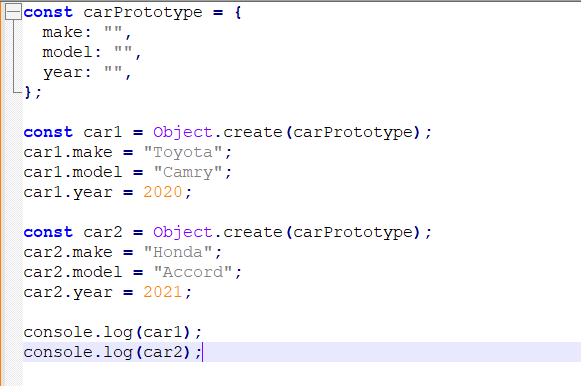 const carPrototype = {
  make: "",
  model: "",
  year: "",
};

const car1 = Object.create(carPrototype);
car1.make = "Toyota";
car1.model = "Camry";
car1.year = 2020;

const car2 = Object.create(carPrototype);
car2.make = "Honda";
car2.model = "Accord";
car2.year = 2021;

console.log(car1);
console.log(car2);